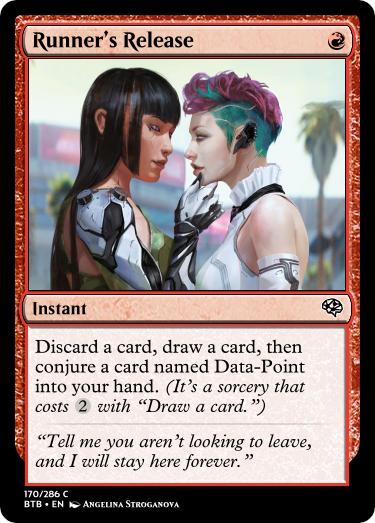 Runner's Release
Instant
Discard a card, draw a card, then
conjure a card named Data-Point
into your hand. (It's a sorcery that
costs 2 with “Draw a card.”)
“Tell me you aren't looking to leave,
and I will stay here forever.”
170/286 C
BTB • EN Angelina Stroganova